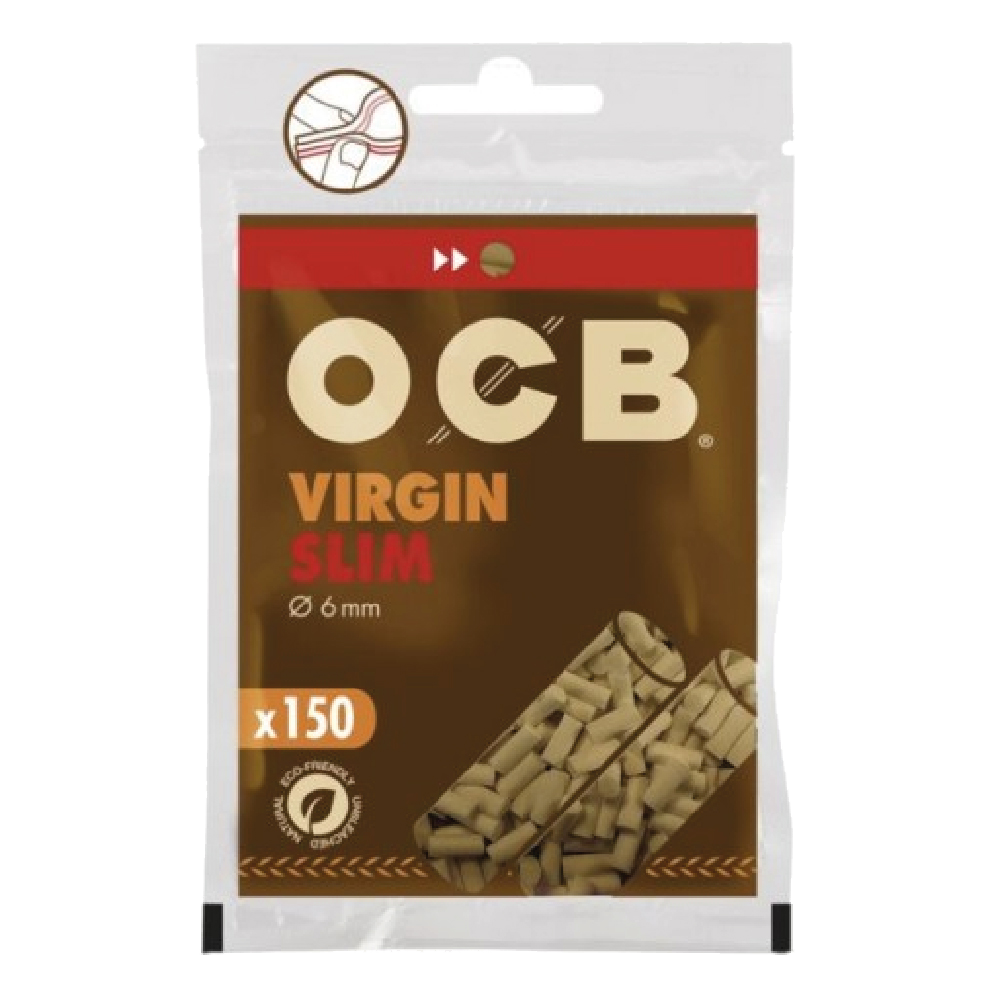 OCB®
VIRGIN
SLIM
Ø 6 mm
x150
NATURAL ECO-FRIENDLY UNBLEACHED